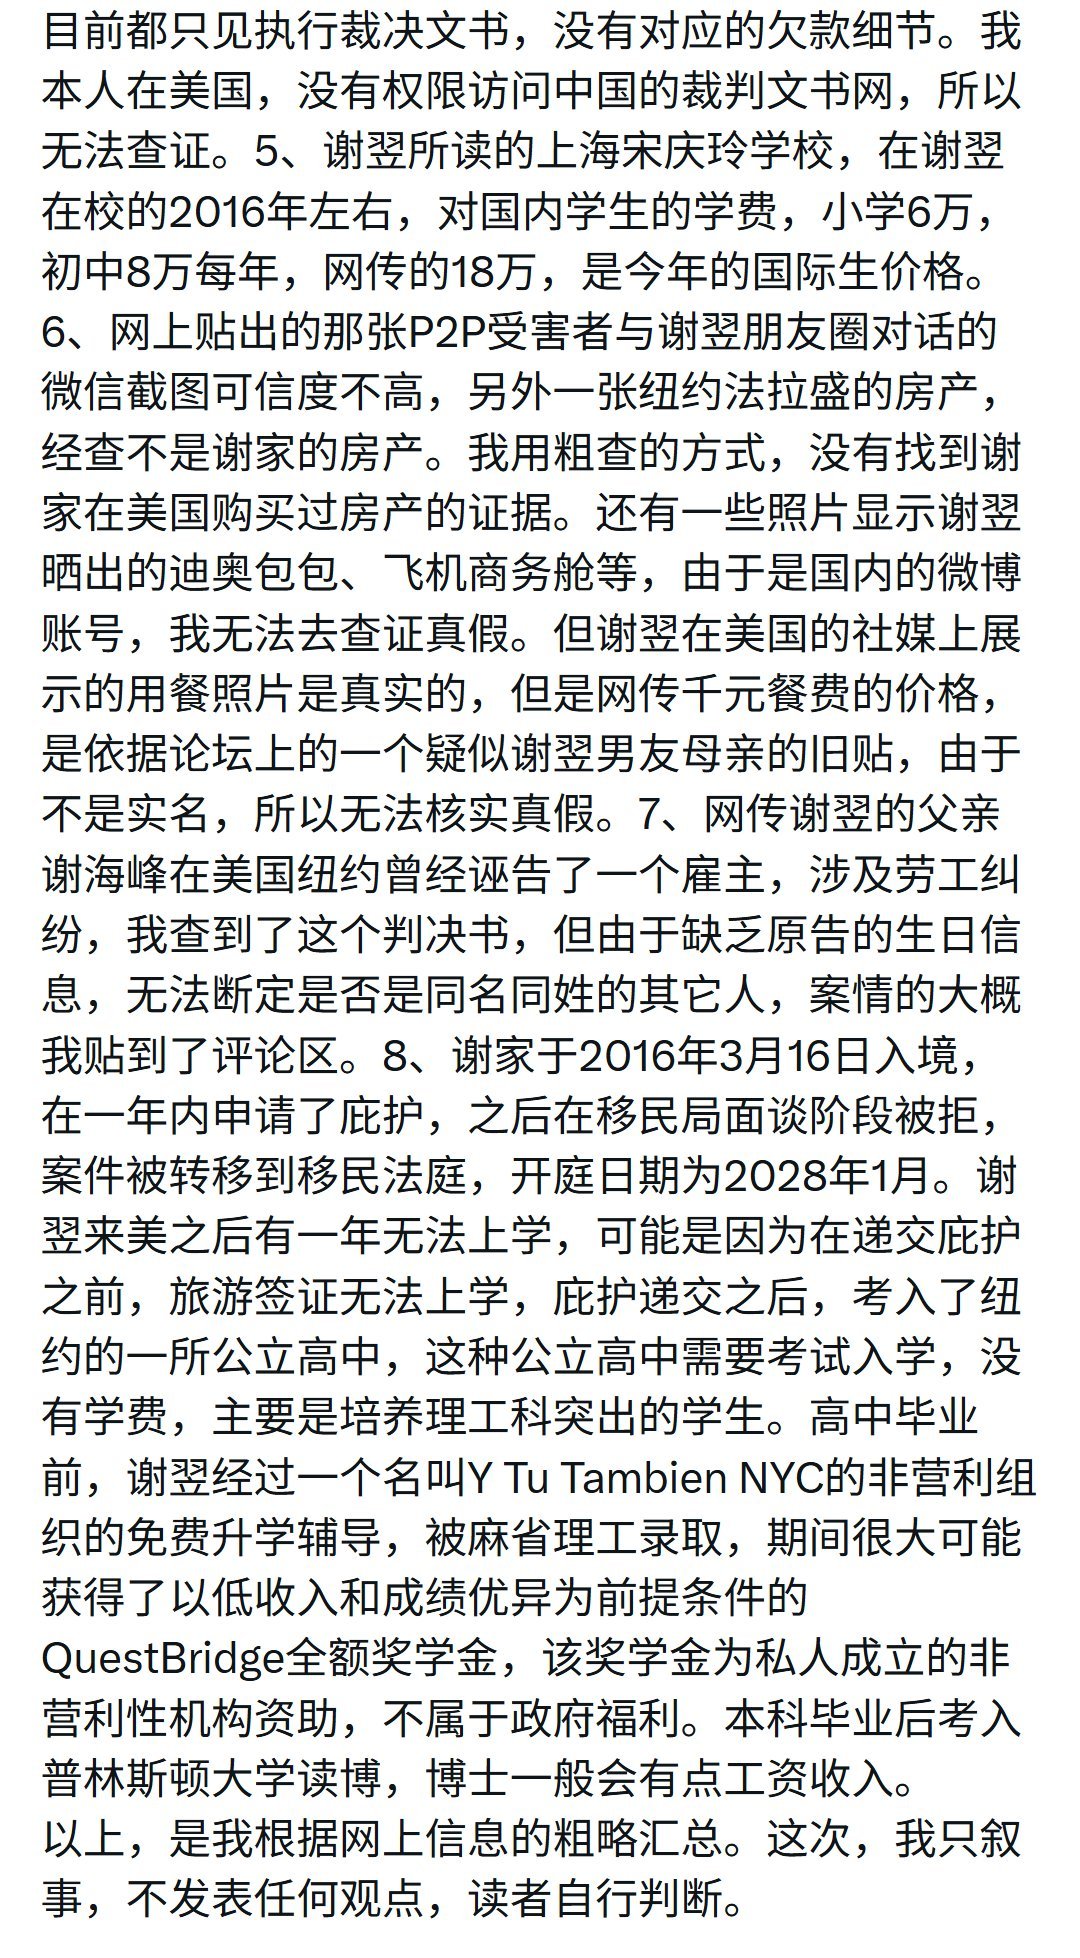 目前都只见执行裁决文书，没有对应的欠款细节。我
本人在美国，没有权限访问中国的裁判文书网，所以
无法查证。5、谢翌所读的上海宋庆玲学校，在谢翌
在校的2016年左右，对国内学生的学费，小学6万，
初中8万每年，网传的18万，是今年的国际生价格。
6、网上贴出的那张P2P受害者与谢翌朋友圈对话的
微信截图可信度不高，另外一张纽约法拉盛的房产，
经查不是谢家的房产。我用粗查的方式，没有找到谢
家在美国购买过房产的证据。还有一些照片显示谢翌
晒出的迪奥包包、飞机商务舱等，由于是国内的微博
账号，我无法去查证真假。但谢翌在美国的社媒上展
示的用餐照片是真实的，但是网传千元餐费的价格，
是依据论坛上的一个疑似谢翌男友母亲的旧贴，由于
不是实名，所以无法核实真假。7、网传谢翌的父亲
谢海峰在美国纽约曾经诬告了一个雇主，涉及劳工纠
纷，我查到了这个判决书，但由于缺乏原告的生日信
息，无法断定是否是同名同姓的其它人，案情的大概
我贴到了评论区。8、谢家于2016年3月16日入境，
在一年内申请了庇护，之后在移民局面谈阶段被拒，
案件被转移到移民法庭，开庭日期为2028年1月。谢
翌来美之后有一年无法上学，可能是因为在递交庇护
之前，旅游签证无法上学，庇护递交之后，考入了纽
约的一所公立高中，这种公立高中需要考试入学，没
有学费，主要是培养理工科突出的学生。高中毕业
前，谢翌经过一个名叫Y Tu Tambien NYC的非营利组
织的免费升学辅导，被麻省理工录取，期间很大可能
获得了以低收入和成绩优异为前提条件的
QuestBridge全额奖学金，该奖学金为私人成立的非
营利性机构资助，不属于政府福利。本科毕业后考入
普林斯顿大学读博，博士一般会有点工资收入。
以上，是我根据网上信息的粗略汇总。这次，我只叙
事，不发表任何观点，读者自行判断。